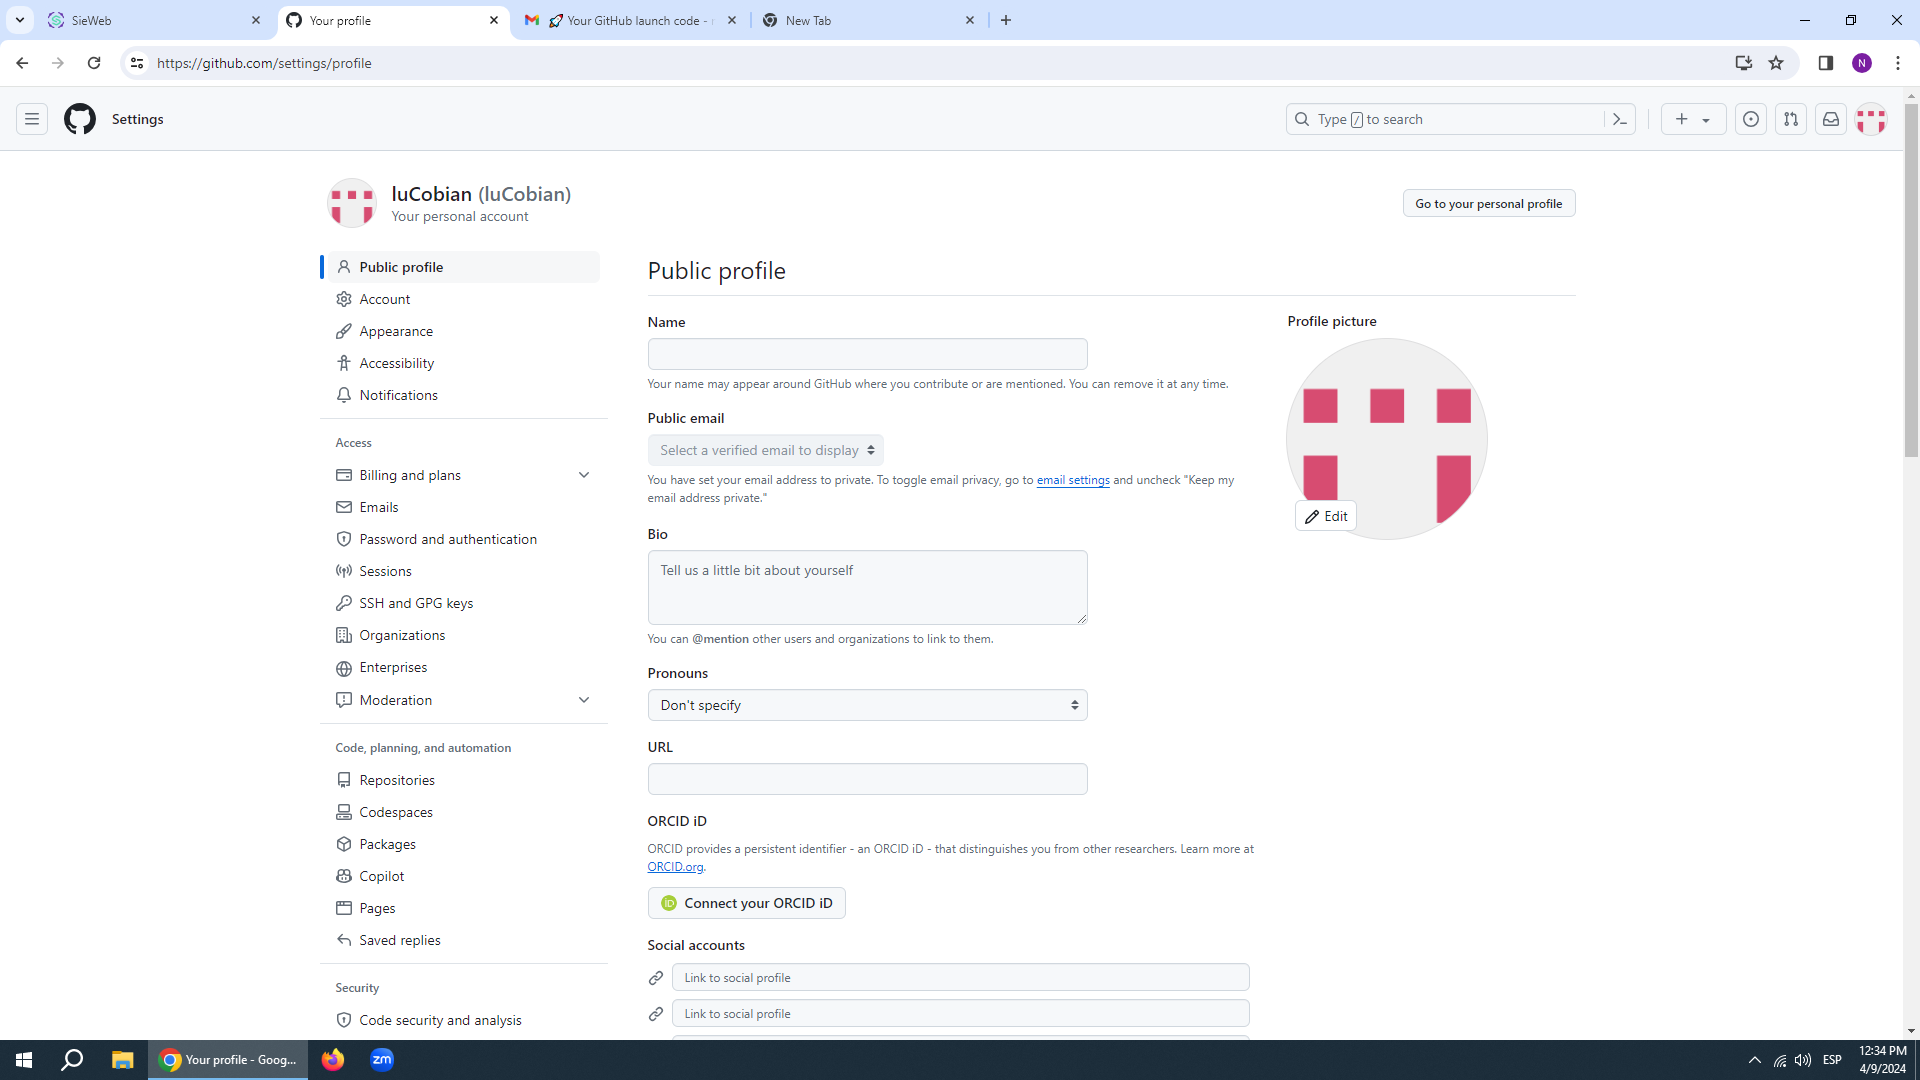 SieWeb
Your profile
🚀 Your GitHub launch code -
New Tab
https://github.com/settings/profile
N
Settings
Type / to search
luCobian (luCobian)
Your personal account
Go to your personal profile
Public profile
Account
Appearance
Accessibility
Notifications
Access
Billing and plans
Emails
Password and authentication
Sessions
SSH and GPG keys
Organizations
Enterprises
Moderation
Code, planning, and automation
Repositories
Codespaces
Packages
Copilot
Pages
Saved replies
Security
Code security and analysis
Public profile
Name
Your name may appear around GitHub where you contribute or are mentioned. You can remove it at any time.
Public email
Select a verified email to display
You have set your email address to private. To toggle email privacy, go to email settings and uncheck "Keep my
email address private."
Bio
Tell us a little bit about yourself
You can @mention other users and organizations to link to them.
Pronouns
Don't specify
URL
ORCID iD
ORCID provides a persistent identifier - an ORCID iD - that distinguishes you from other researchers. Learn more at
ORCID.org.
iD Connect your ORCID iD
Social accounts
Link to social profile
Link to social profile
Profile picture
Edit
Your profile - Goog...
zm
ESP
12:34 PM
4/9/2024